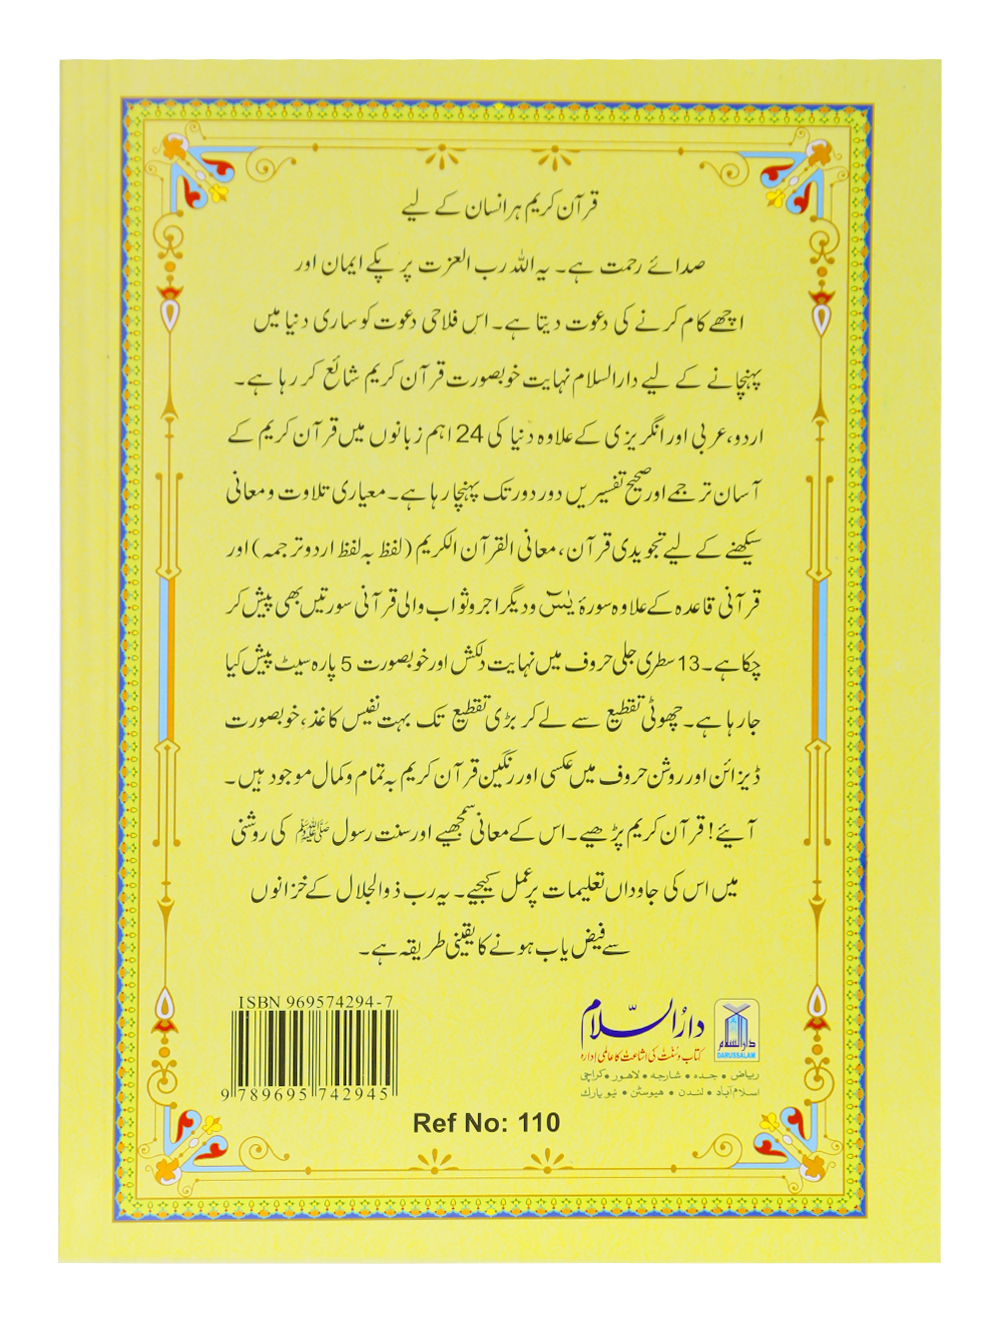 قرآن کریم ہر انسان کے لیے
صدائے رحمت ہے۔ یہ اللہ رب العزت پر پکے ایمان اور
اچھے کام کرنے کی دعوت دیتا ہے۔ اس فلاحی دعوت کو ساری دنیا میں
پہنچانے کے لیے دارالسلام نہایت خوبصورت قرآن کریم شائع کر رہا ہے۔
اردو، عربی اور انگریزی کے علاوہ دنیا کی 24 اہم زبانوں میں قرآن کریم کے
آسان ترجمے اور صحیح تفسیریں دور دور تک پہنچا رہا ہے۔ معیاری تلاوت و معانی
سیکھنے کے لیے تجویدی قرآن، معانی القرآن الکریم (لفظ بہ لفظ اردو ترجمہ) اور
قرآنی قاعدہ کے علاوہ سورۂ یٰسٓ و دیگر اجر و ثواب والی قرآنی سورتیں بھی پیش کر
چکا ہے۔ 13 سطری جلی حروف میں نہایت دلکش اور خوبصورت 5 پارہ سیٹ پیش کیا
جا رہا ہے۔ چھوٹی تقطیع سے لے کر بڑی تقطیع تک بہت نفیس کاغذ، خوبصورت
ڈیزائن اور روشن حروف میں عکسی اور رنگین قرآن کریم بہ تمام و کمال موجود ہیں۔
آیئے! قرآن کریم پڑھیے۔ اس کے معانی سمجھیے اور سنت رسول ﷺ کی روشنی
میں اس کی جاوداں تعلیمات پر عمل کیجیے۔ یہ رب ذوالجلال کے خزانوں
سے فیض یاب ہونے کا یقینی طریقہ ہے۔
ISBN 969574294-7
9 789695 742945
دارالسلام
DARUSSALAM
دارُالسّلام
کتاب و سنت کی اشاعت کا عالمی ادارہ
ریاض • جدہ • شارجہ • لاہور • کراچی
اسلام آباد • لندن • هیوسٹن • نیو یارک
Ref No: 110